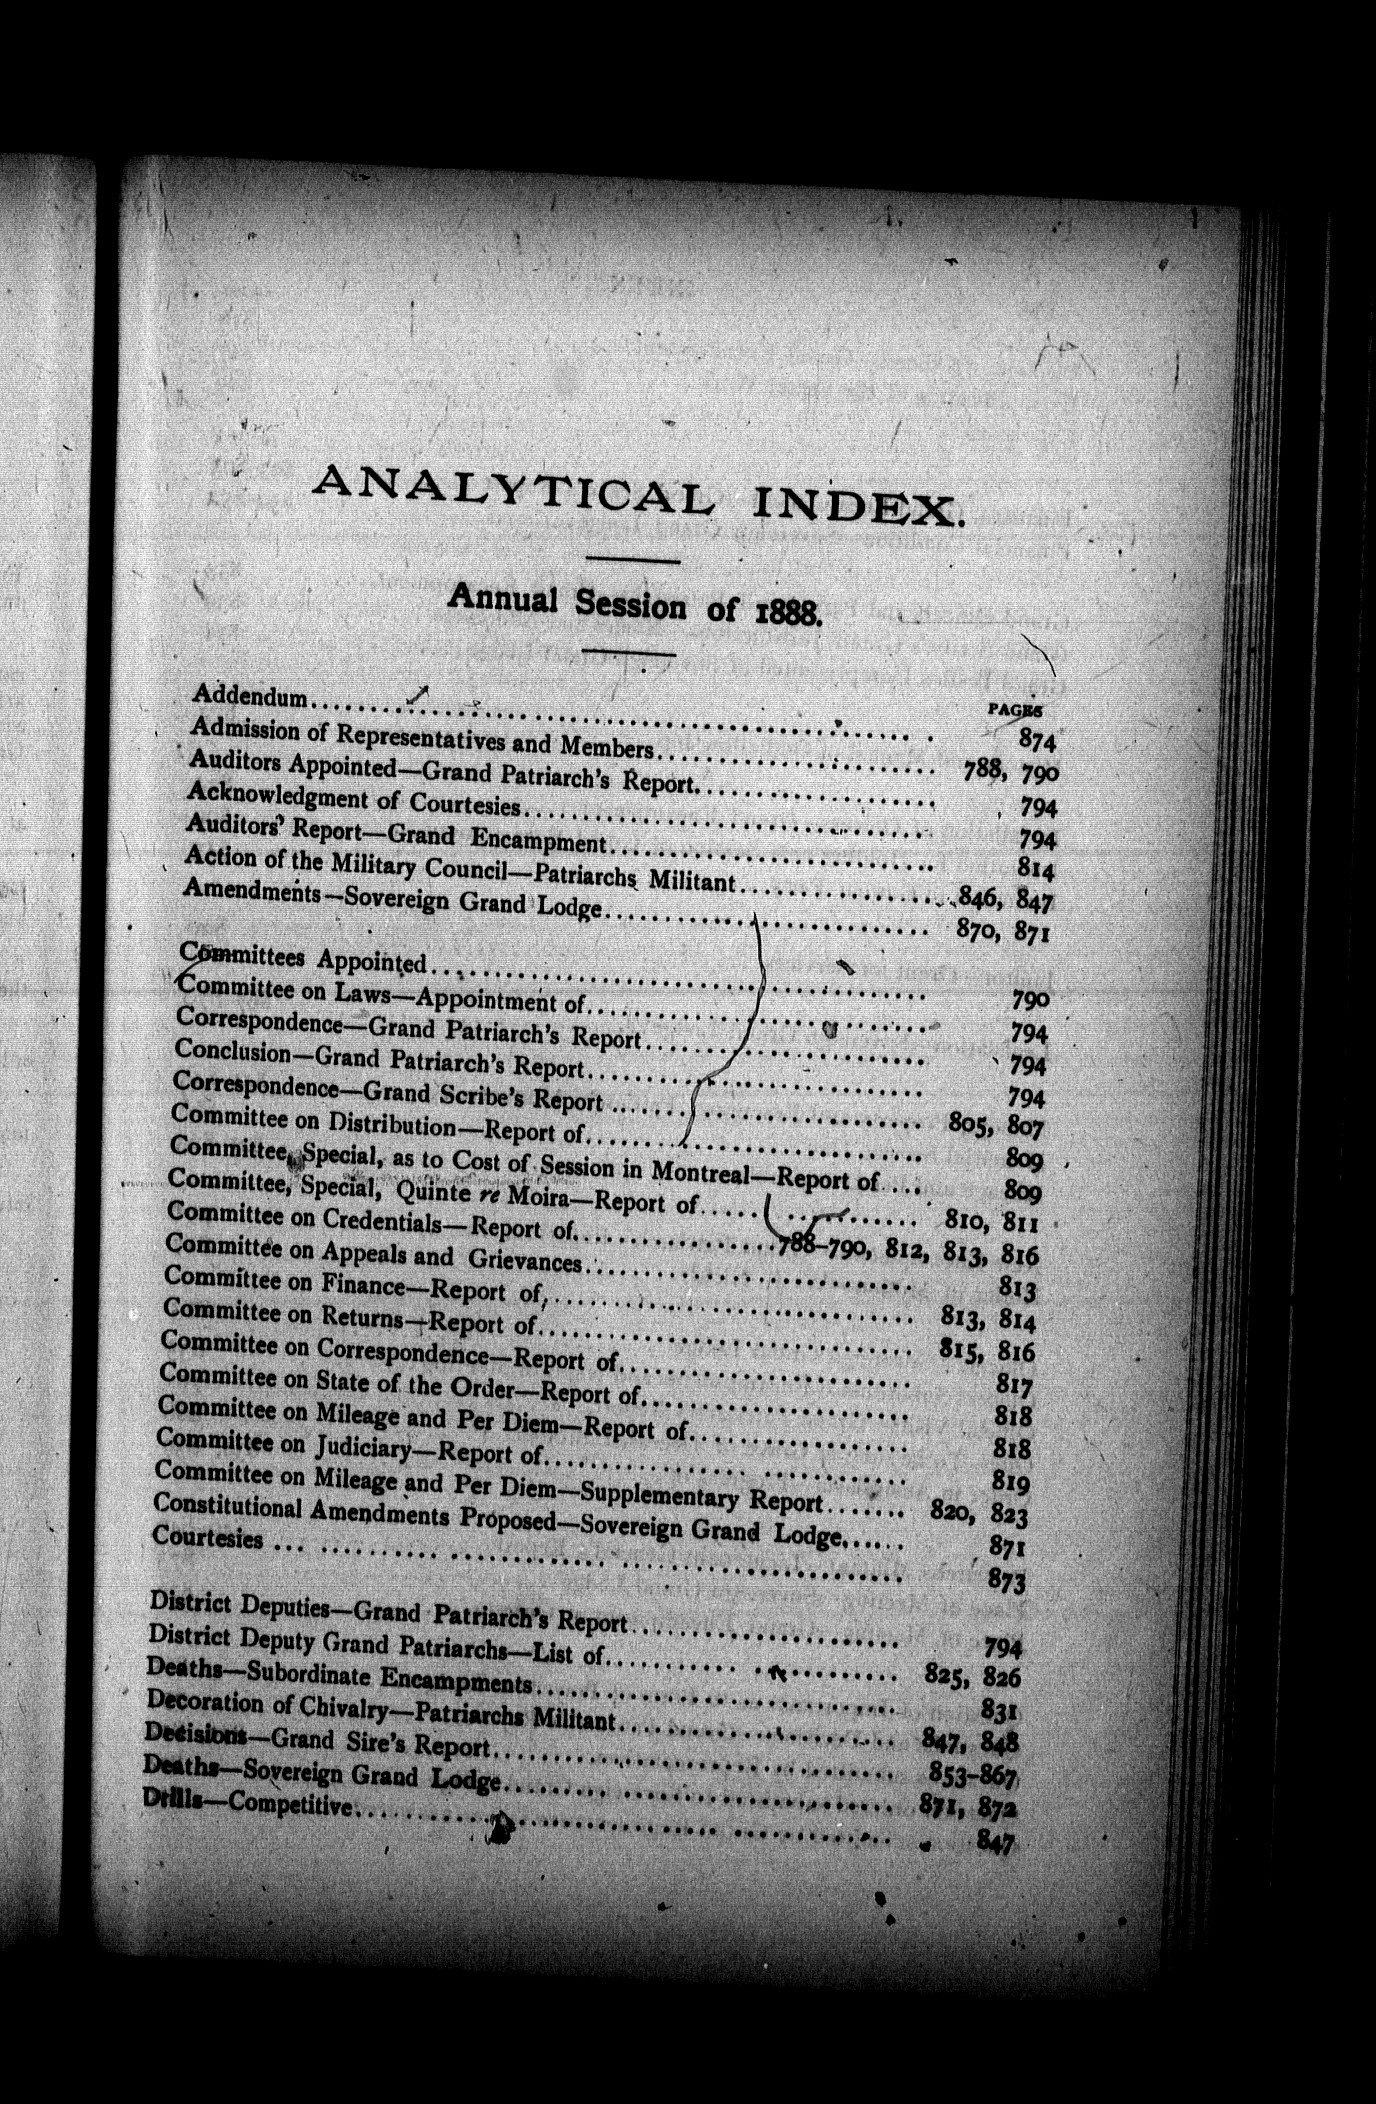 ANALYTICAL INDEX.
Annual Session of 1888.
PAGES
Addendum........ 874
Admission of Representatives and Members........ 788, 790
Auditors Appointed—Grand Patriarch's Report........ 794
Acknowledgment of Courtesies........ 794
Auditors' Report—Grand Encampment........ 814
Action of the Military Council—Patriarchs Militant........ 846, 847
Amendments—Sovereign Grand Lodge........ 870, 871
Committees Appointed........ 790
Committee on Laws—Appointment of........ 794
Correspondence—Grand Patriarch's Report........ 794
Conclusion—Grand Patriarch's Report........ 794
Correspondence—Grand Scribe's Report........ 805, 807
Committee on Distribution—Report of........ 809
Committee, Special, as to Cost of Session in Montreal—Report of.... 809
Committee, Special, Quinte re Moira—Report of........ 810, 811
Committee on Credentials—Report of........ 788-790, 812, 813, 816
Committee on Appeals and Grievances........ 813
Committee on Finance—Report of........ 813, 814
Committee on Returns—Report of........ 815, 816
Committee on Correspondence—Report of........ 817
Committee on State of the Order—Report of........ 818
Committee on Mileage and Per Diem—Report of........ 818
Committee on Judiciary—Report of........ 819
Committee on Mileage and Per Diem—Supplementary Report........ 820, 823
Constitutional Amendments Proposed—Sovereign Grand Lodge...... 871
Courtesies........ 873
District Deputies—Grand Patriarch's Report........ 794
District Deputy Grand Patriarchs—List of........ 825, 826
Deaths—Subordinate Encampments........ 831
Decoration of Chivalry—Patriarchs Militant........ 847, 848
Decisions—Grand Sire's Report........ 853-867
Deaths—Sovereign Grand Lodge........ 871, 872
Drills—Competitive........ 847